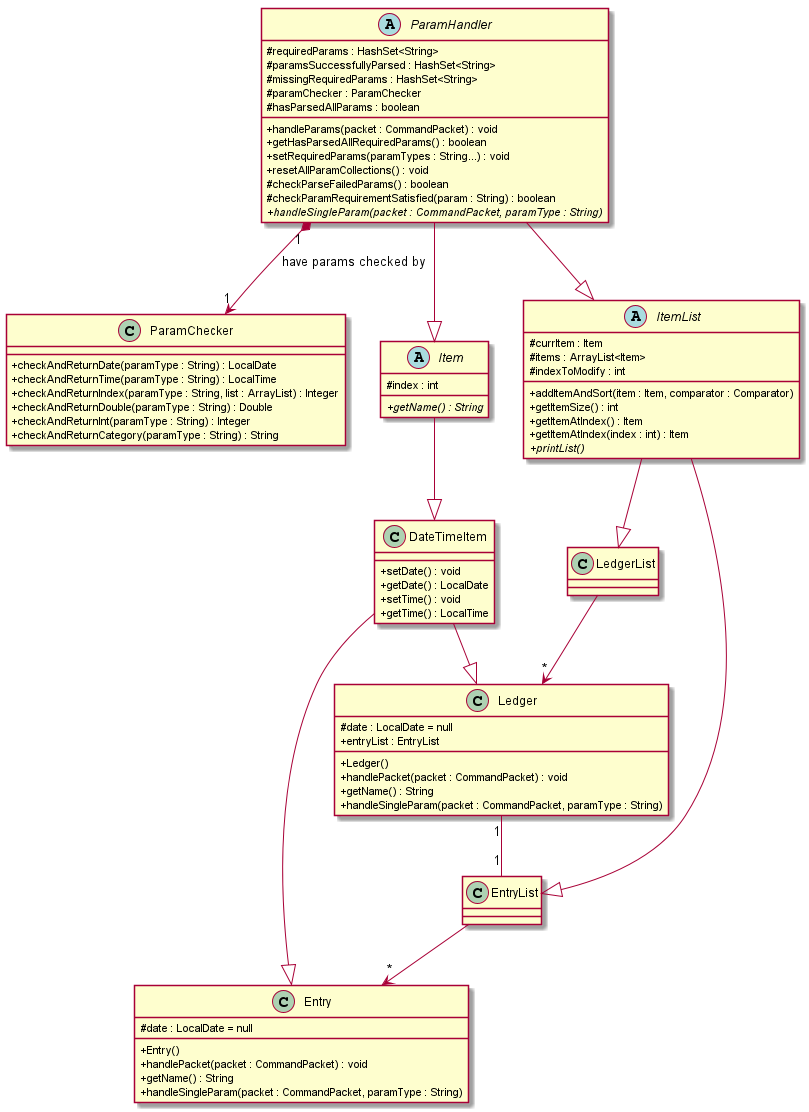 A ParamHandler
#requiredParams : HashSet<String>
#paramsSuccessfullyParsed : HashSet<String>
#missingRequiredParams : HashSet<String>
#paramChecker : ParamChecker
#hasParsedAllParams : boolean
+handleParams(packet : CommandPacket) : void
+getHasParsedAllRequiredParams() : boolean
+setRequiredParams(paramTypes : String...) : void
+resetAllParamCollections() : void
#checkParseFailedParams() : boolean
#checkParamRequirementSatisfied(param : String) : boolean
+handleSingleParam(packet : CommandPacket, paramType : String)
1
have params checked by
1
C ParamChecker
+checkAndReturnDate(paramType : String) : LocalDate
+checkAndReturnTime(paramType : String) : LocalTime
+checkAndReturnIndex(paramType : String, list : ArrayList) : Integer
+checkAndReturnDouble(paramType : String) : Double
+checkAndReturnInt(paramType : String) : Integer
+checkAndReturnCategory(paramType : String) : String
A Item
#index : int
+getName() : String
A ItemList
#currItem : Item
#items : ArrayList<Item>
#indexToModify : int
+addItemAndSort(item : Item, comparator : Comparator)
+getItemSize() : int
+getItemAtIndex() : Item
+getItemAtIndex(index : int) : Item
+printList()
C DateTimeItem
+setDate() : void
+getDate() : LocalDate
+setTime() : void
+getTime() : LocalTime
C LedgerList
*
C Ledger
#date : LocalDate = null
+entryList : EntryList
+Ledger()
+handlePacket(packet : CommandPacket) : void
+getName() : String
+handleSingleParam(packet : CommandPacket, paramType : String)
1
1
C EntryList
*
C Entry
#date : LocalDate = null
+Entry()
+handlePacket(packet : CommandPacket) : void
+getName() : String
+handleSingleParam(packet : CommandPacket, paramType : String)